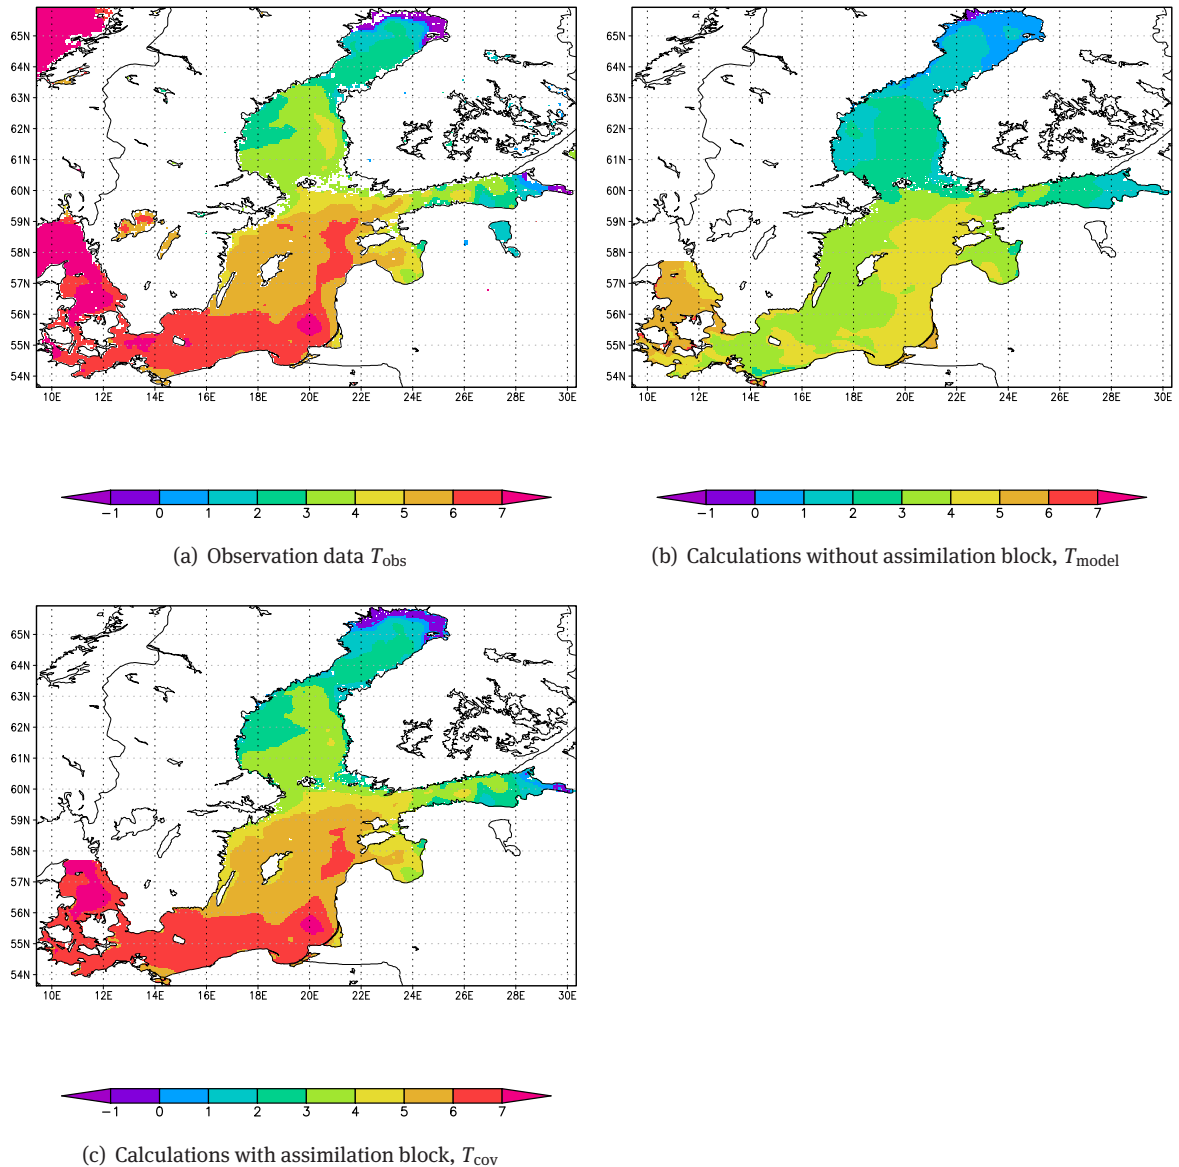 65N
64N
63N
62N
61N
60N
59N
58N
57N
56N
55N
54N
10E 12E 14E 16E 18E 20E 22E 24E 26E 28E 30E
−1 0 1 2 3 4 5 6 7
(a) Observation data Tobs
65N
64N
63N
62N
61N
60N
59N
58N
57N
56N
55N
54N
10E 12E 14E 16E 18E 20E 22E 24E 26E 28E 30E
−1 0 1 2 3 4 5 6 7
(b) Calculations without assimilation block, Tmodel
65N
64N
63N
62N
61N
60N
59N
58N
57N
56N
55N
54N
10E 12E 14E 16E 18E 20E 22E 24E 26E 28E 30E
−1 0 1 2 3 4 5 6 7
(c) Calculations with assimilation block, Tcov